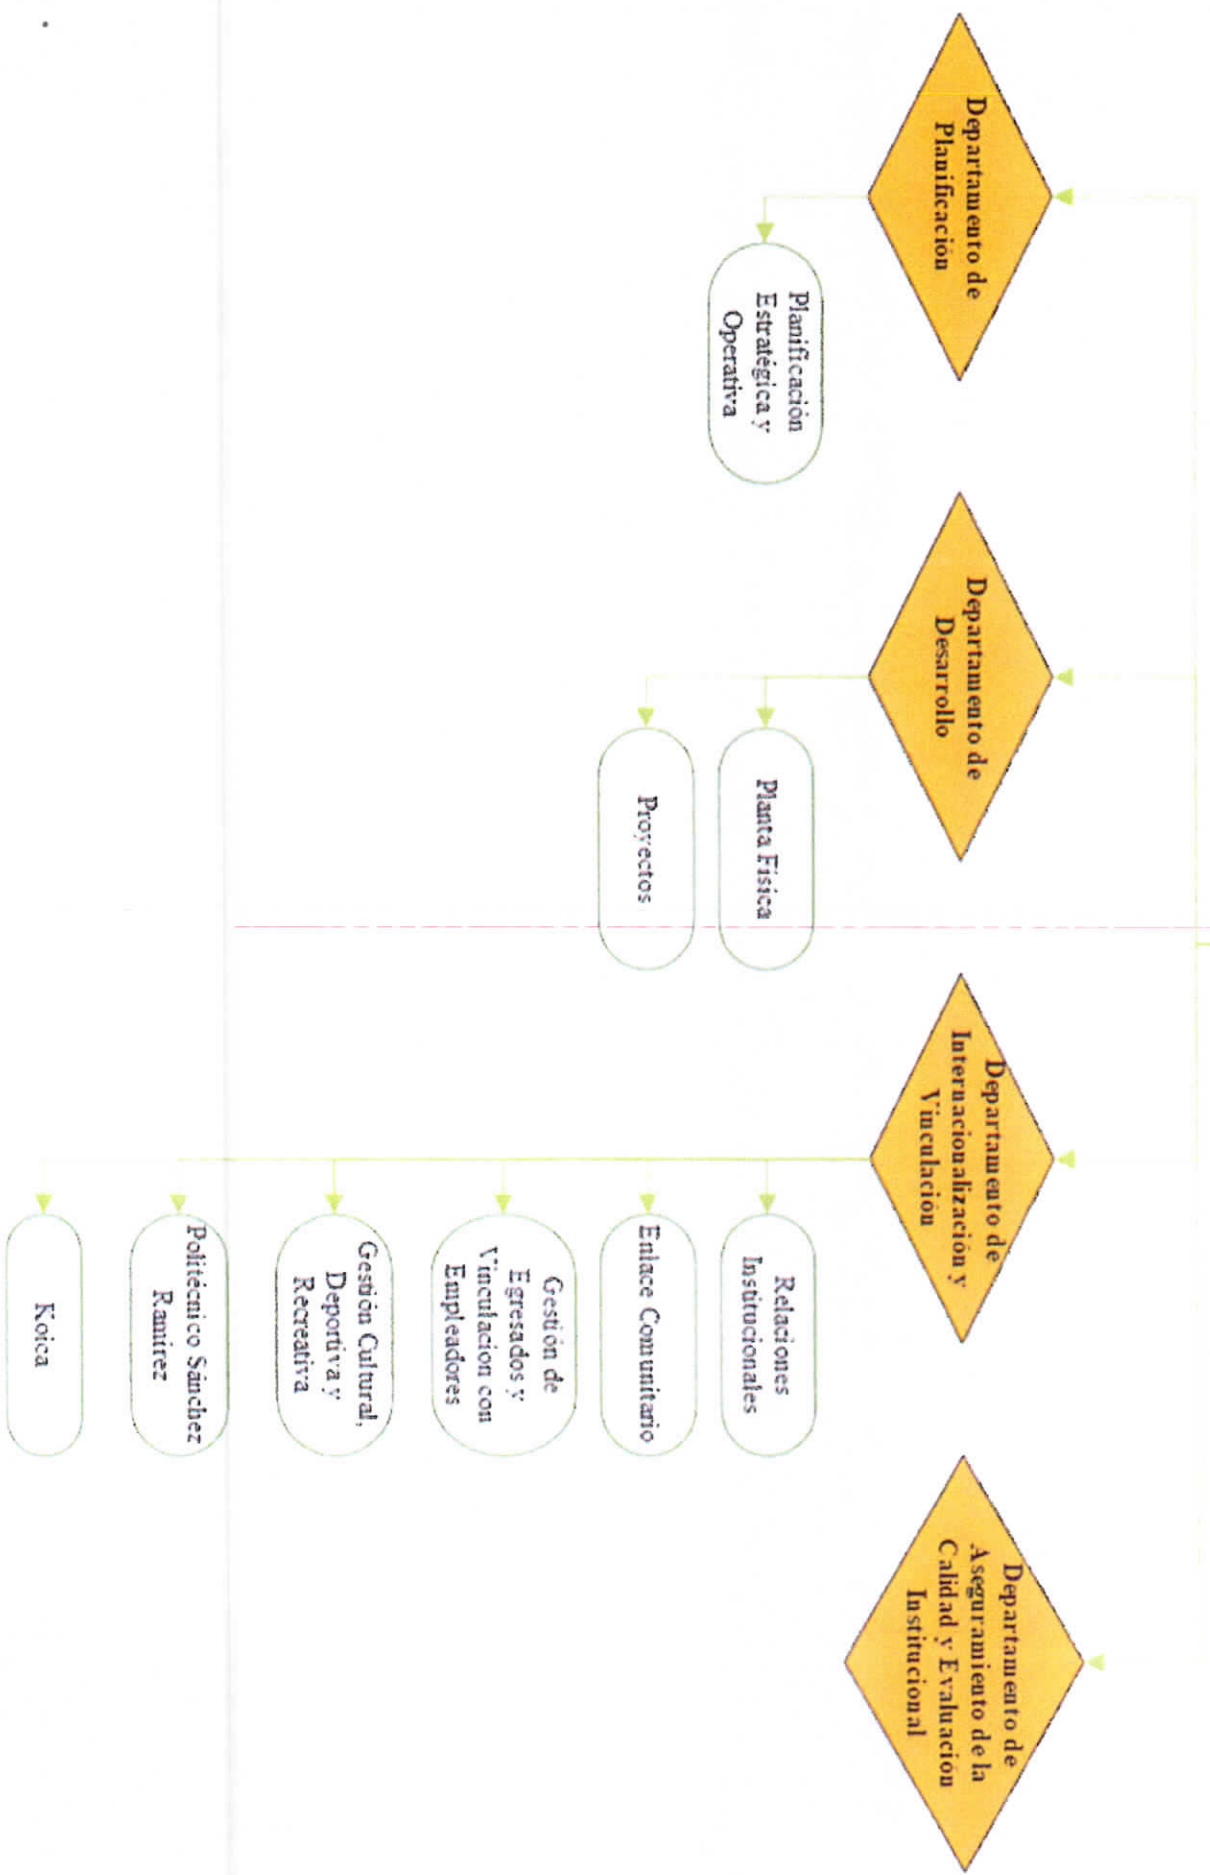 Departamento de
Planificación
Planificación
Estratégica y
Operativa
Departamento de
Desarrollo
Planta Física
Proyectos
Departamento de
Internacionalización y
Vinculación
Relaciones
Institucionales
Enlace Comunitario
Gestión de
Egresados y
Vinculación con
Empleadores
Gestión Cultural,
Deportiva y
Recreativa
Politécnico Sánchez
Ramírez
Koica
Departamento de
Aseguramiento de la
Calidad y Evaluación
Institucional